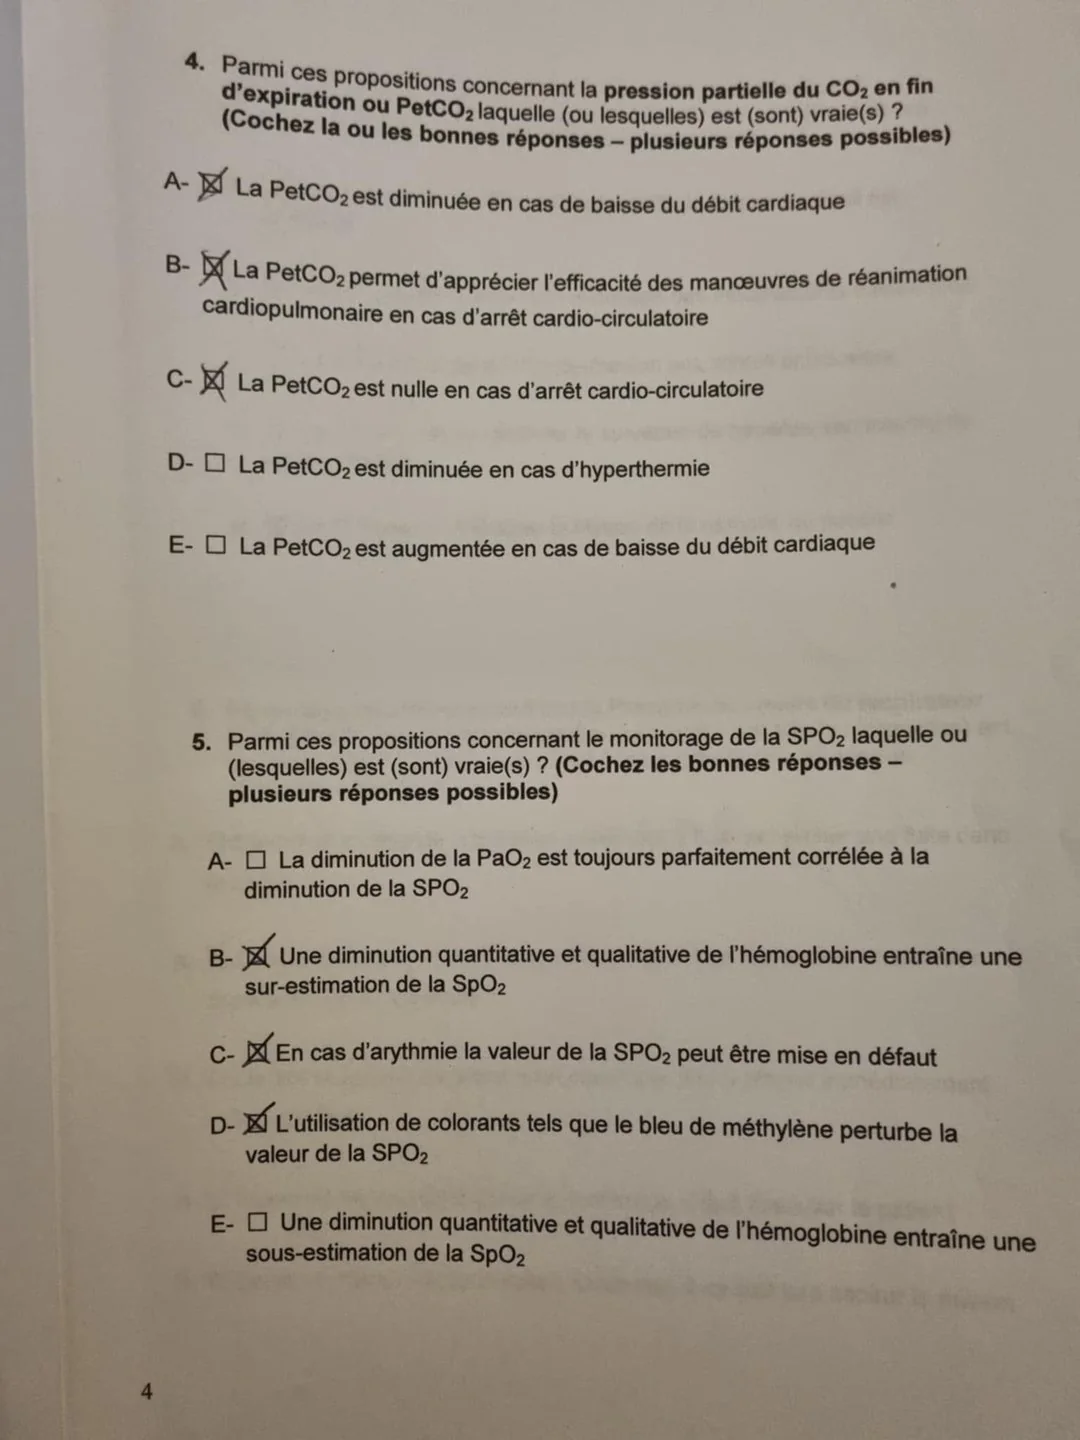 4. Parmi ces propositions concernant la pression partielle du CO₂ en fin
d'expiration ou PetCO₂ laquelle (ou lesquelles) est (sont) vraie(s) ?
(Cochez la ou les bonnes réponses – plusieurs réponses possibles)
A- ☒ La PetCO₂ est diminuée en cas de baisse du débit cardiaque
B- ☒ La PetCO₂ permet d'apprécier l'efficacité des manœuvres de réanimation
cardiopulmonaire en cas d'arrêt cardio-circulatoire
C- ☒ La PetCO₂ est nulle en cas d'arrêt cardio-circulatoire
D- ☐ La PetCO₂ est diminuée en cas d'hyperthermie
E- ☐ La PetCO₂ est augmentée en cas de baisse du débit cardiaque
5. Parmi ces propositions concernant le monitorage de la SPO₂ laquelle ou
(lesquelles) est (sont) vraie(s) ? (Cochez les bonnes réponses –
plusieurs réponses possibles)
A- ☐ La diminution de la PaO₂ est toujours parfaitement corrélée à la
diminution de la SPO₂
B- ☒ Une diminution quantitative et qualitative de l'hémoglobine entraîne une
sur-estimation de la SpO₂
C- ☒ En cas d'arythmie la valeur de la SPO₂ peut être mise en défaut
D- ☒ L'utilisation de colorants tels que le bleu de méthylène perturbe la
valeur de la SPO₂
E- ☐ Une diminution quantitative et qualitative de l'hémoglobine entraîne une
sous-estimation de la SpO₂
4